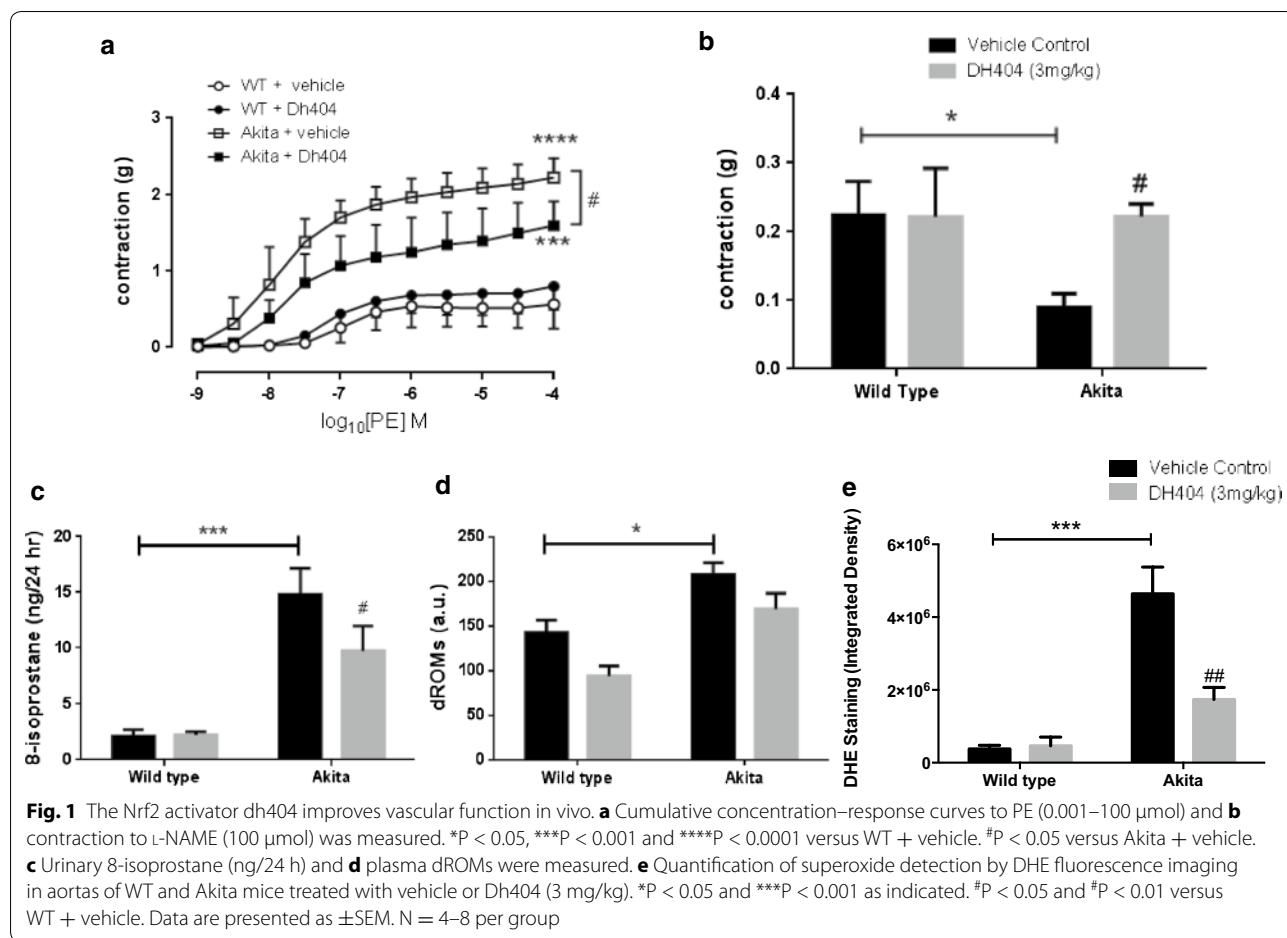 a
WT + vehicle
WT + Dh404
Akita + vehicle
Akita + Dh404
contraction (g)
3
2
1
0
****
#
***
-9 -8 -7 -6 -5 -4
log10[PE] M
b
Vehicle Control
DH404 (3mg/kg)
contraction (g)
0.4
0.3
0.2
0.1
0.0
*
#
Wild Type Akita
c
8-isoprostane (ng/24 hr)
20
15
10
5
0
***
#
Wild type Akita
d
dROMs (a.u.)
250
200
150
100
50
0
*
Wild type Akita
Vehicle Control
DH404 (3mg/kg)
e
DHE Staining (Integrated Density)
6×10⁶
4×10⁶
2×10⁶
0
***
##
Wild type Akita
Fig. 1 The Nrf2 activator dh404 improves vascular function in vivo. a Cumulative concentration–response curves to PE (0.001–100 µmol) and b
contraction to L-NAME (100 µmol) was measured. *P < 0.05, ***P < 0.001 and ****P < 0.0001 versus WT + vehicle. #P < 0.05 versus Akita + vehicle.
c Urinary 8-isoprostane (ng/24 h) and d plasma dROMs were measured. e Quantification of superoxide detection by DHE fluorescence imaging
in aortas of WT and Akita mice treated with vehicle or Dh404 (3 mg/kg). *P < 0.05 and ***P < 0.001 as indicated. #P < 0.05 and #P < 0.01 versus
WT + vehicle. Data are presented as ±SEM. N = 4–8 per group